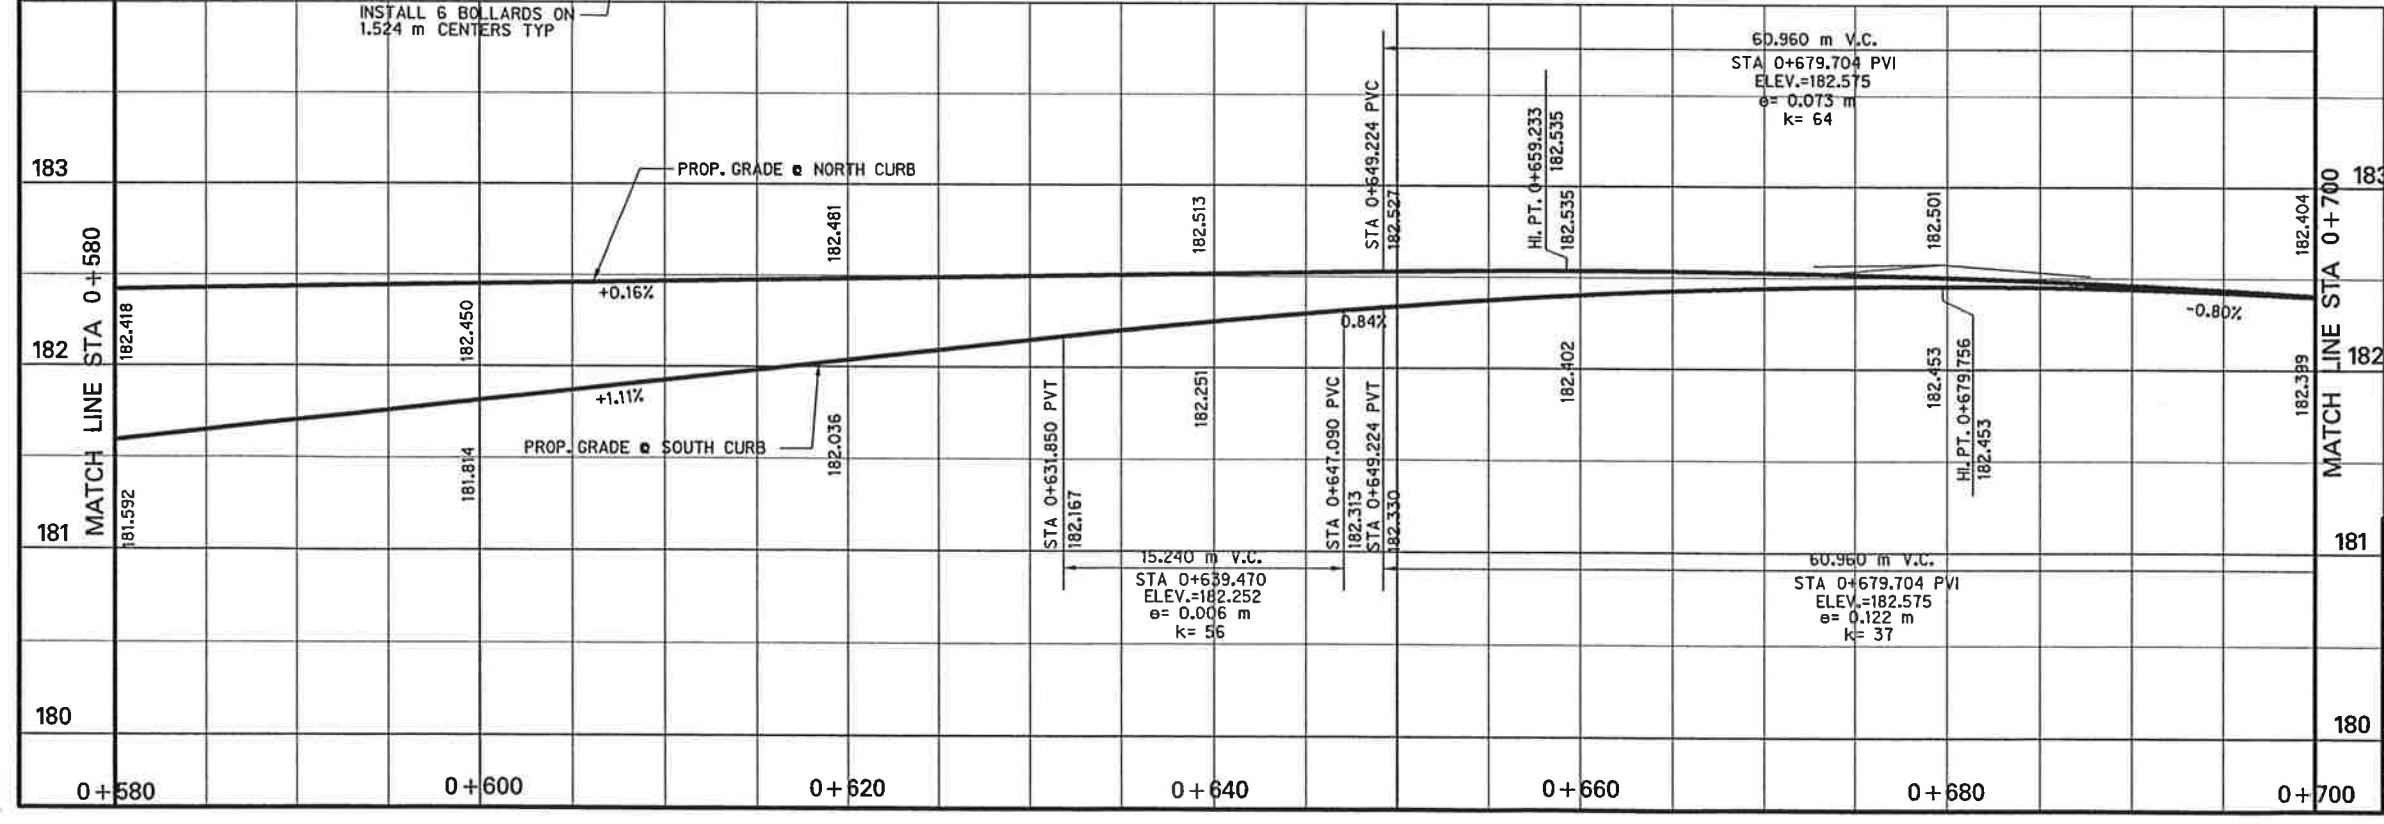 INSTALL 6 BOLLARDS ON
1.524 m CENTERS TYP
60.960 m V.C.
STA 0+679.704 PVI
ELEV.=182.575
e= 0.073 m
k= 64
183
183
PROP. GRADE @ NORTH CURB
182.481
182.513
STA 0+649.224 PVC
182.527
HI. PT. 0+659.233
182.535
182.535
182.501
182.404
MATCH LINE STA 0+580
MATCH LINE STA 0+700
+0.16%
0.84%
-0.80%
+1.11%
182
182
182.418
182.450
182.251
182.402
182.453
182.399
PROP. GRADE @ SOUTH CURB
181.592
181.814
182.036
STA 0+631.850 PVT
182.167
STA 0+647.090 PVC
182.313
STA 0+649.224 PVT
182.330
HI. PT. 0+679.756
182.453
181
181
15.240 m V.C.
STA 0+639.470
ELEV.=182.252
e= 0.006 m
k= 56
60.960 m V.C.
STA 0+679.704 PVI
ELEV.=182.575
e= 0.122 m
k= 37
180
180
0+580
0+600
0+620
0+640
0+660
0+680
0+700